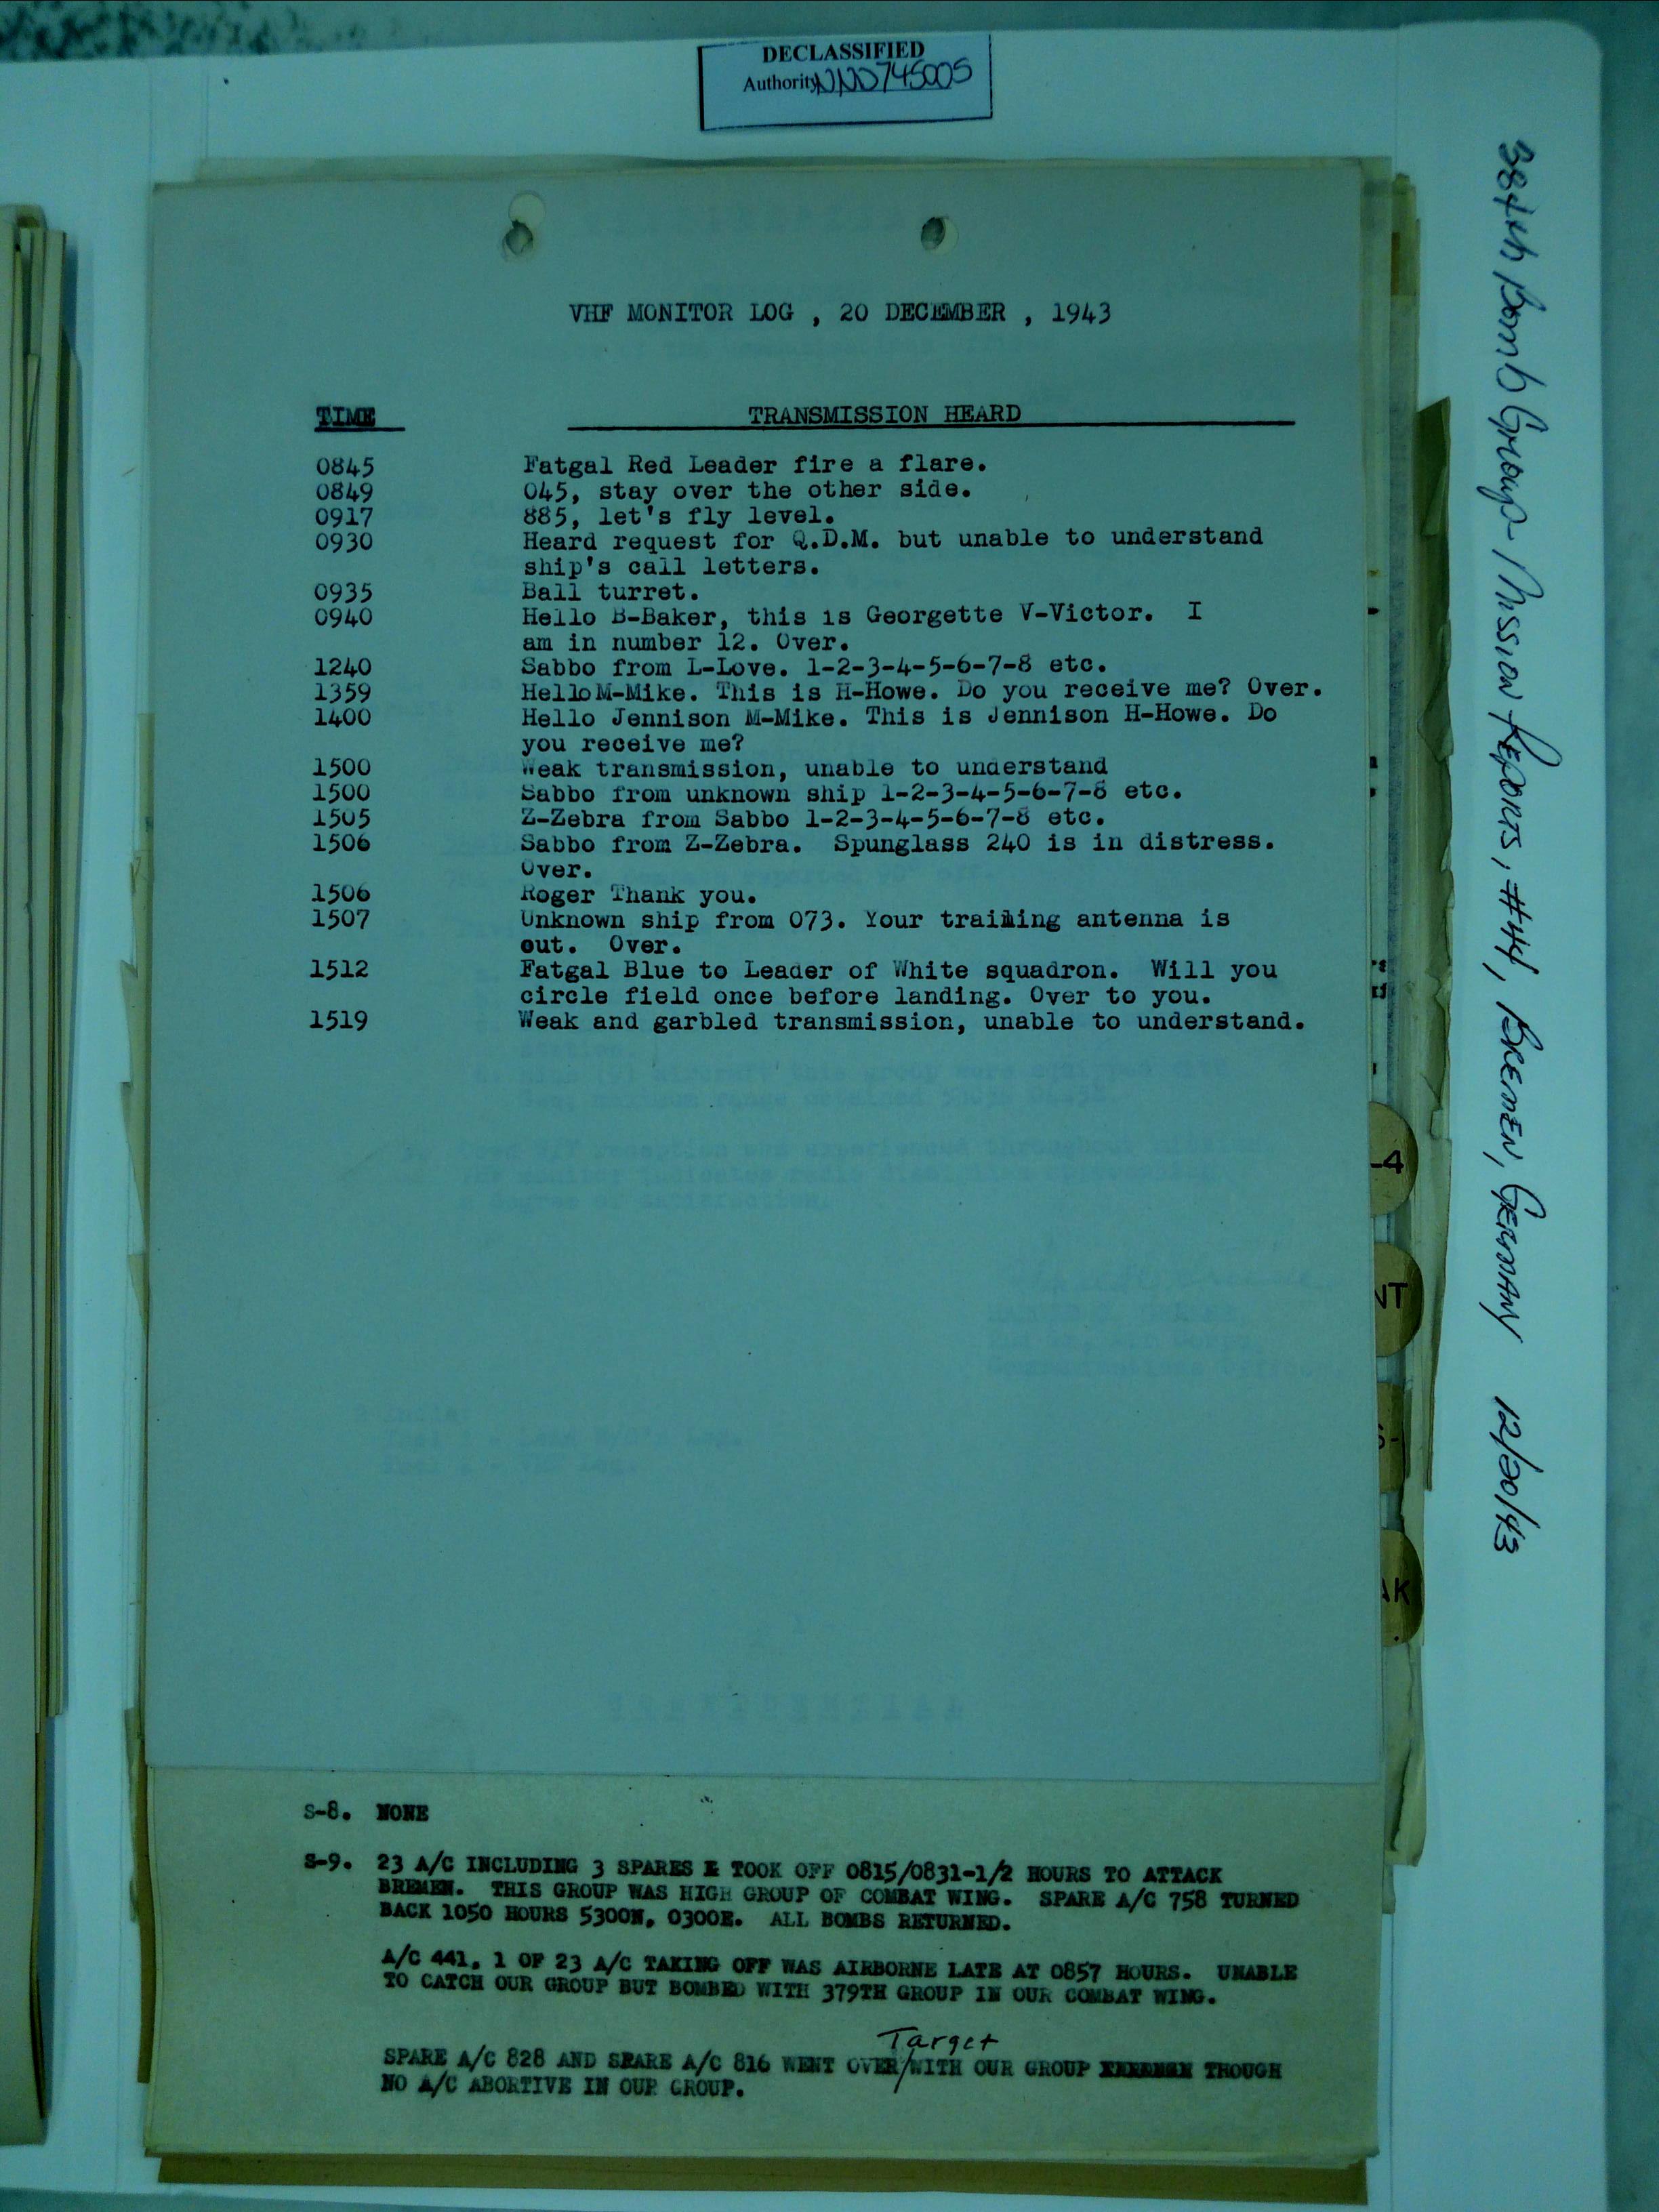 DECLASSIFIED
Authority NND 745005
VHF MONITOR LOG , 20 DECEMBER , 1943
TIME TRANSMISSION HEARD
0845 Fatgal Red Leader fire a flare.
0849 045, stay over the other side.
0917 885, let's fly level.
0930 Heard request for Q.D.M. but unable to understand
ship's call letters.
0935 Ball turret.
0940 Hello B-Baker, this is Georgette V-Victor. I
am in number 12. Over.
1240 Sabbo from L-Love. 1-2-3-4-5-6-7-8 etc.
1359 Hello M-Mike. This is H-Howe. Do you receive me? Over.
1400 Hello Jennison M-Mike. This is Jennison H-Howe. Do
you receive me?
1500 Weak transmission, unable to understand
1500 Sabbo from unknown ship 1-2-3-4-5-6-7-8 etc.
1505 Z-Zebra from Sabbo 1-2-3-4-5-6-7-8 etc.
1506 Sabbo from Z-Zebra. Spunglass 240 is in distress.
Over.
1506 Roger Thank you.
1507 Unknown ship from 073. Your trailing antenna is
out. Over.
1512 Fatgal Blue to Leader of White squadron. Will you
circle field once before landing. Over to you.
1519 Weak and garbled transmission, unable to understand.
S-8. NONE
S-9. 23 A/C INCLUDING 3 SPARES TOOK OFF 0815/0831-1/2 HOURS TO ATTACK
BREMEN. THIS GROUP WAS HIGH GROUP OF COMBAT WING. SPARE A/C 758 TURNED
BACK 1050 HOURS 5300N, 0300E. ALL BOMBS RETURNED.
A/C 441, 1 OF 23 A/C TAKING OFF WAS AIRBORNE LATE AT 0857 HOURS. UNABLE
TO CATCH OUR GROUP BUT BOMBED WITH 379TH GROUP IN OUR COMBAT WING.
Target
SPARE A/C 828 AND SPARE A/C 816 WENT OVER/WITH OUR GROUP THOUGH
NO A/C ABORTIVE IN OUR GROUP.
384th Bomb Group - Mission Reports, #44, Bremen, Germany 12/20/43
-4
NT
S-
AK